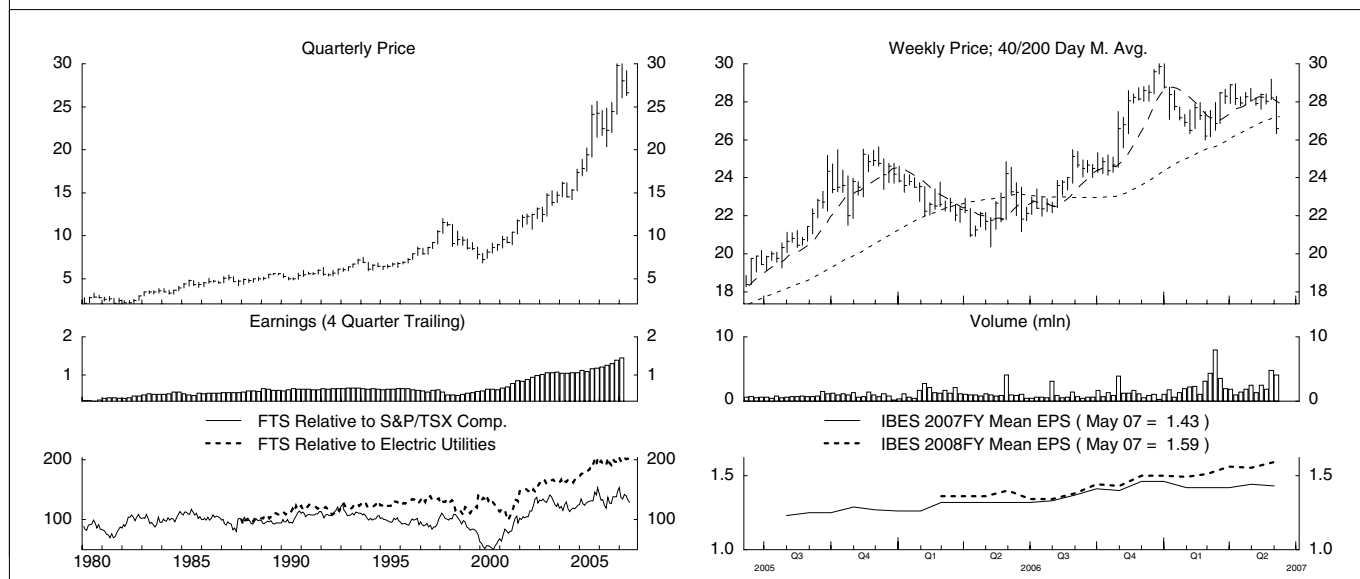 Quarterly Price
30 30
25 25
20 20
15 15
10 10
5 5
Earnings (4 Quarter Trailing)
2 2
1 1
FTS Relative to S&P/TSX Comp.
FTS Relative to Electric Utilities
200 200
100 100
1980 1985 1990 1995 2000 2005
Weekly Price; 40/200 Day M. Avg.
30 30
28 28
26 26
24 24
22 22
20 20
18 18
Volume (mln)
10 10
0 0
IBES 2007FY Mean EPS ( May 07 = 1.43 )
IBES 2008FY Mean EPS ( May 07 = 1.59 )
1.5 1.5
1.0 1.0
Q3 Q4 Q1 Q2 Q3 Q4 Q1 Q2
2005 2006 2007